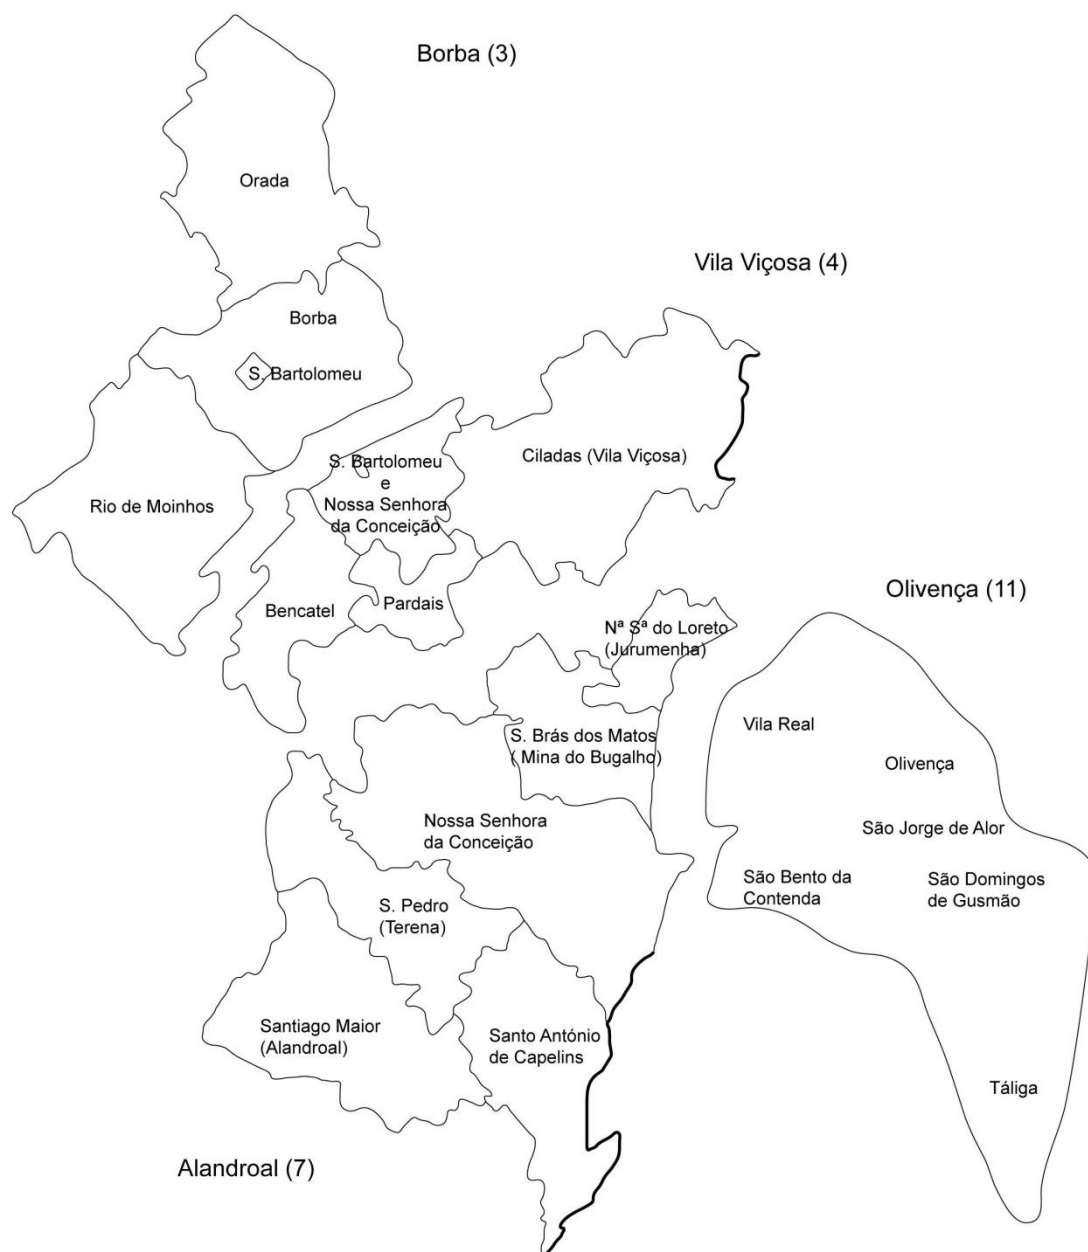 Borba (3)
Orada
Vila Viçosa (4)
Borba
S. Bartolomeu
Ciladas (Vila Viçosa)
S. Bartolomeu
e
Nossa Senhora
da Conceição
Rio de Moinhos
Olivença (11)
Bencatel
Pardais
Nª Sª do Loreto
(Jurumenha)
Vila Real
S. Brás dos Matos
( Mina do Bugalho)
Olivença
Nossa Senhora
da Conceição
São Jorge de Alor
São Bento da
Contenda
São Domingos
de Gusmão
S. Pedro
(Terena)
Santiago Maior
(Alandroal)
Santo António
de Capelins
Táliga
Alandroal (7)